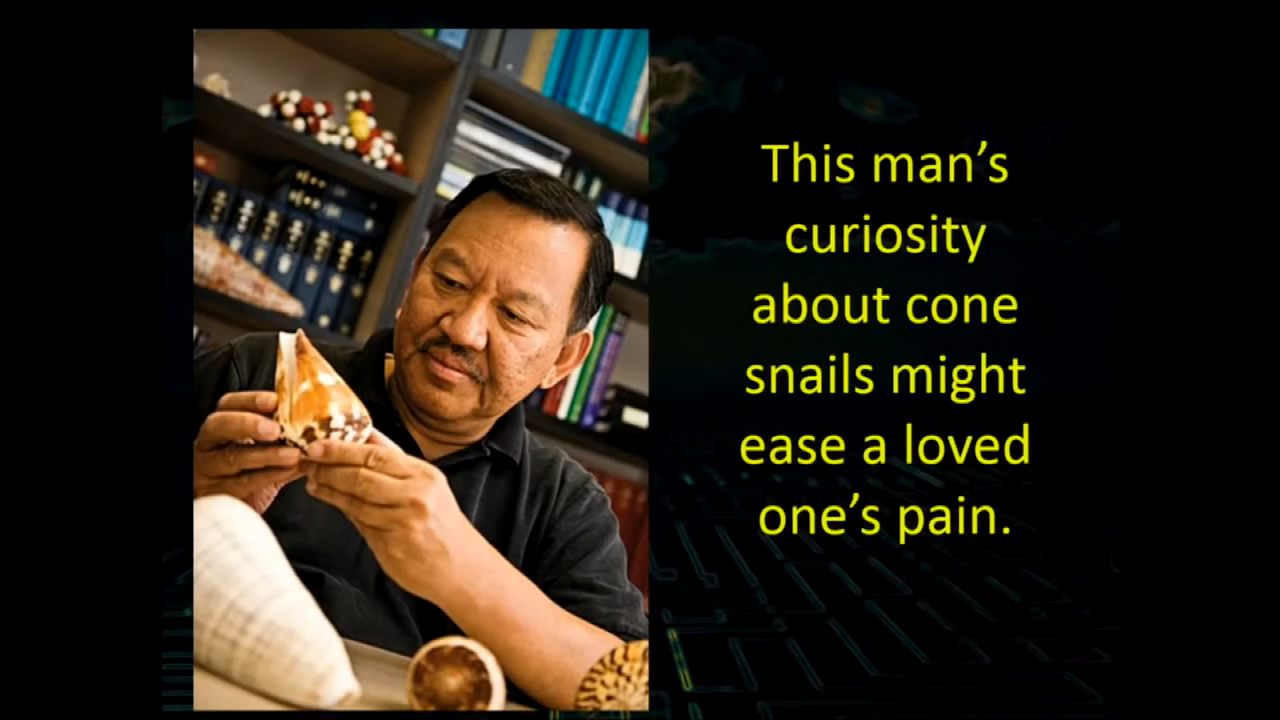 This man’s
curiosity
about cone
snails might
ease a loved
one’s pain.